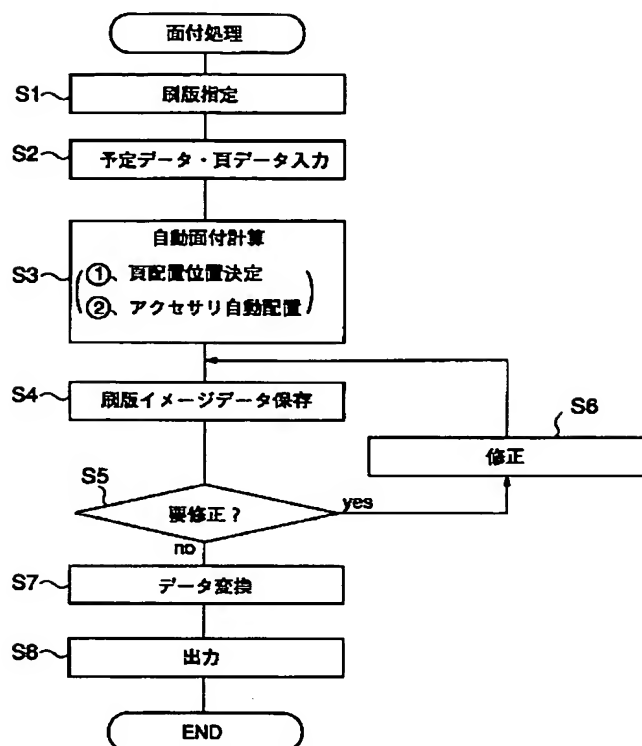 面付処理
S1
刷版指定
S2
予定データ・頁データ入力
S3
自動面付計算
①、頁配置位置決定
②、アクセサリ自動配置
S4
刷版イメージデータ保存
S6
修正
S5
要修正？
yes
no
S7
データ変換
S8
出力
END